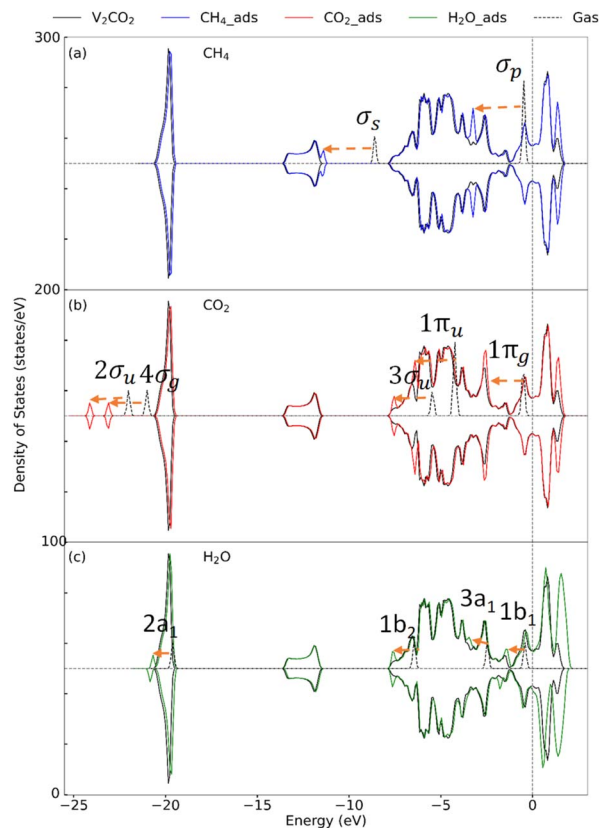 V₂CO₂ CH₄_ads CO₂_ads H₂O_ads Gas
300
(a) CH₄
σₛ
σₚ
200
(b) CO₂
2σᵤ 4σg
3σᵤ 1πᵤ 1πg
100
(c) H₂O
2a₁ 1b₂ 3a₁ 1b₁
0
−25 −20 −15 −10 −5 0
Energy (eV)
Density of States (states/eV)